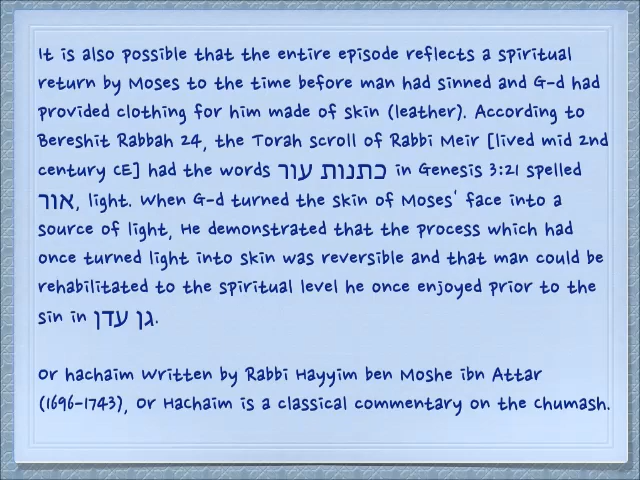 It is also possible that the entire episode reflects a spiritual
return by Moses to the time before man had sinned and G-d had
provided clothing for him made of skin (leather). According to
Bereshit Rabbah 24, the Torah scroll of Rabbi Meir [lived mid 2nd
century CE] had the words כתנות עור in Genesis 3:21 spelled
אור, light. When G-d turned the skin of Moses' face into a
source of light, He demonstrated that the process which had
once turned light into skin was reversible and that man could be
rehabilitated to the spiritual level he once enjoyed prior to the
sin in גן עדן.
Or hachaim Written by Rabbi Hayyim ben Moshe ibn Attar
(1696-1743), Or HaChaim is a classical commentary on the Chumash.